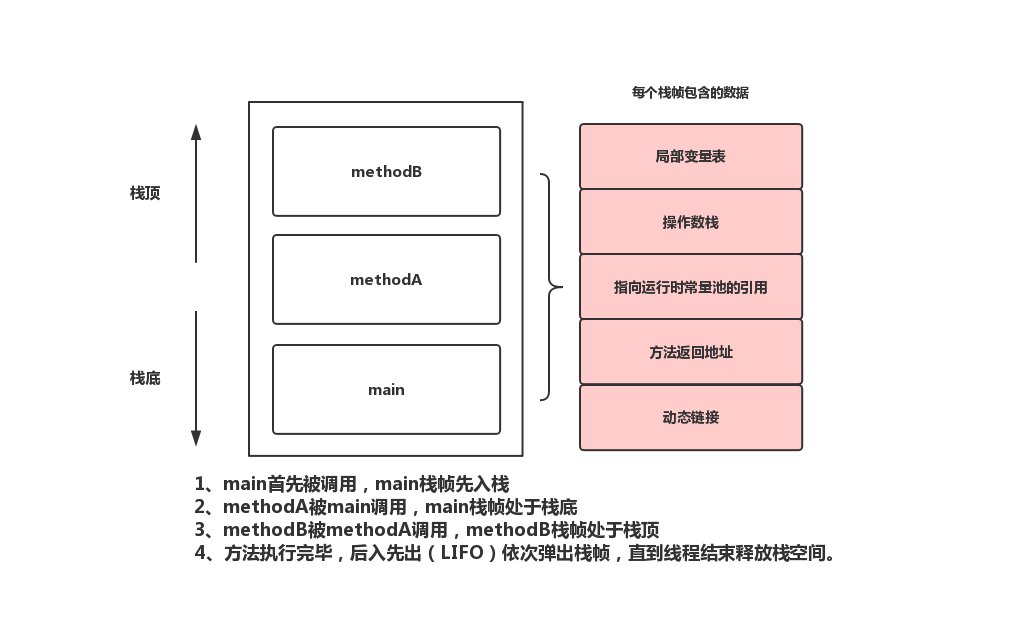 每个栈帧包含的数据
栈顶
栈底
methodB
methodA
main
局部变量表
操作数栈
指向运行时常量池的引用
方法返回地址
动态链接
1、main首先被调用，main栈帧先入栈
2、methodA被main调用，main栈帧处于栈底
3、methodB被methodA调用，methodB栈帧处于栈顶
4、方法执行完毕，后入先出（LIFO）依次弹出栈帧，直到线程结束释放栈空间。